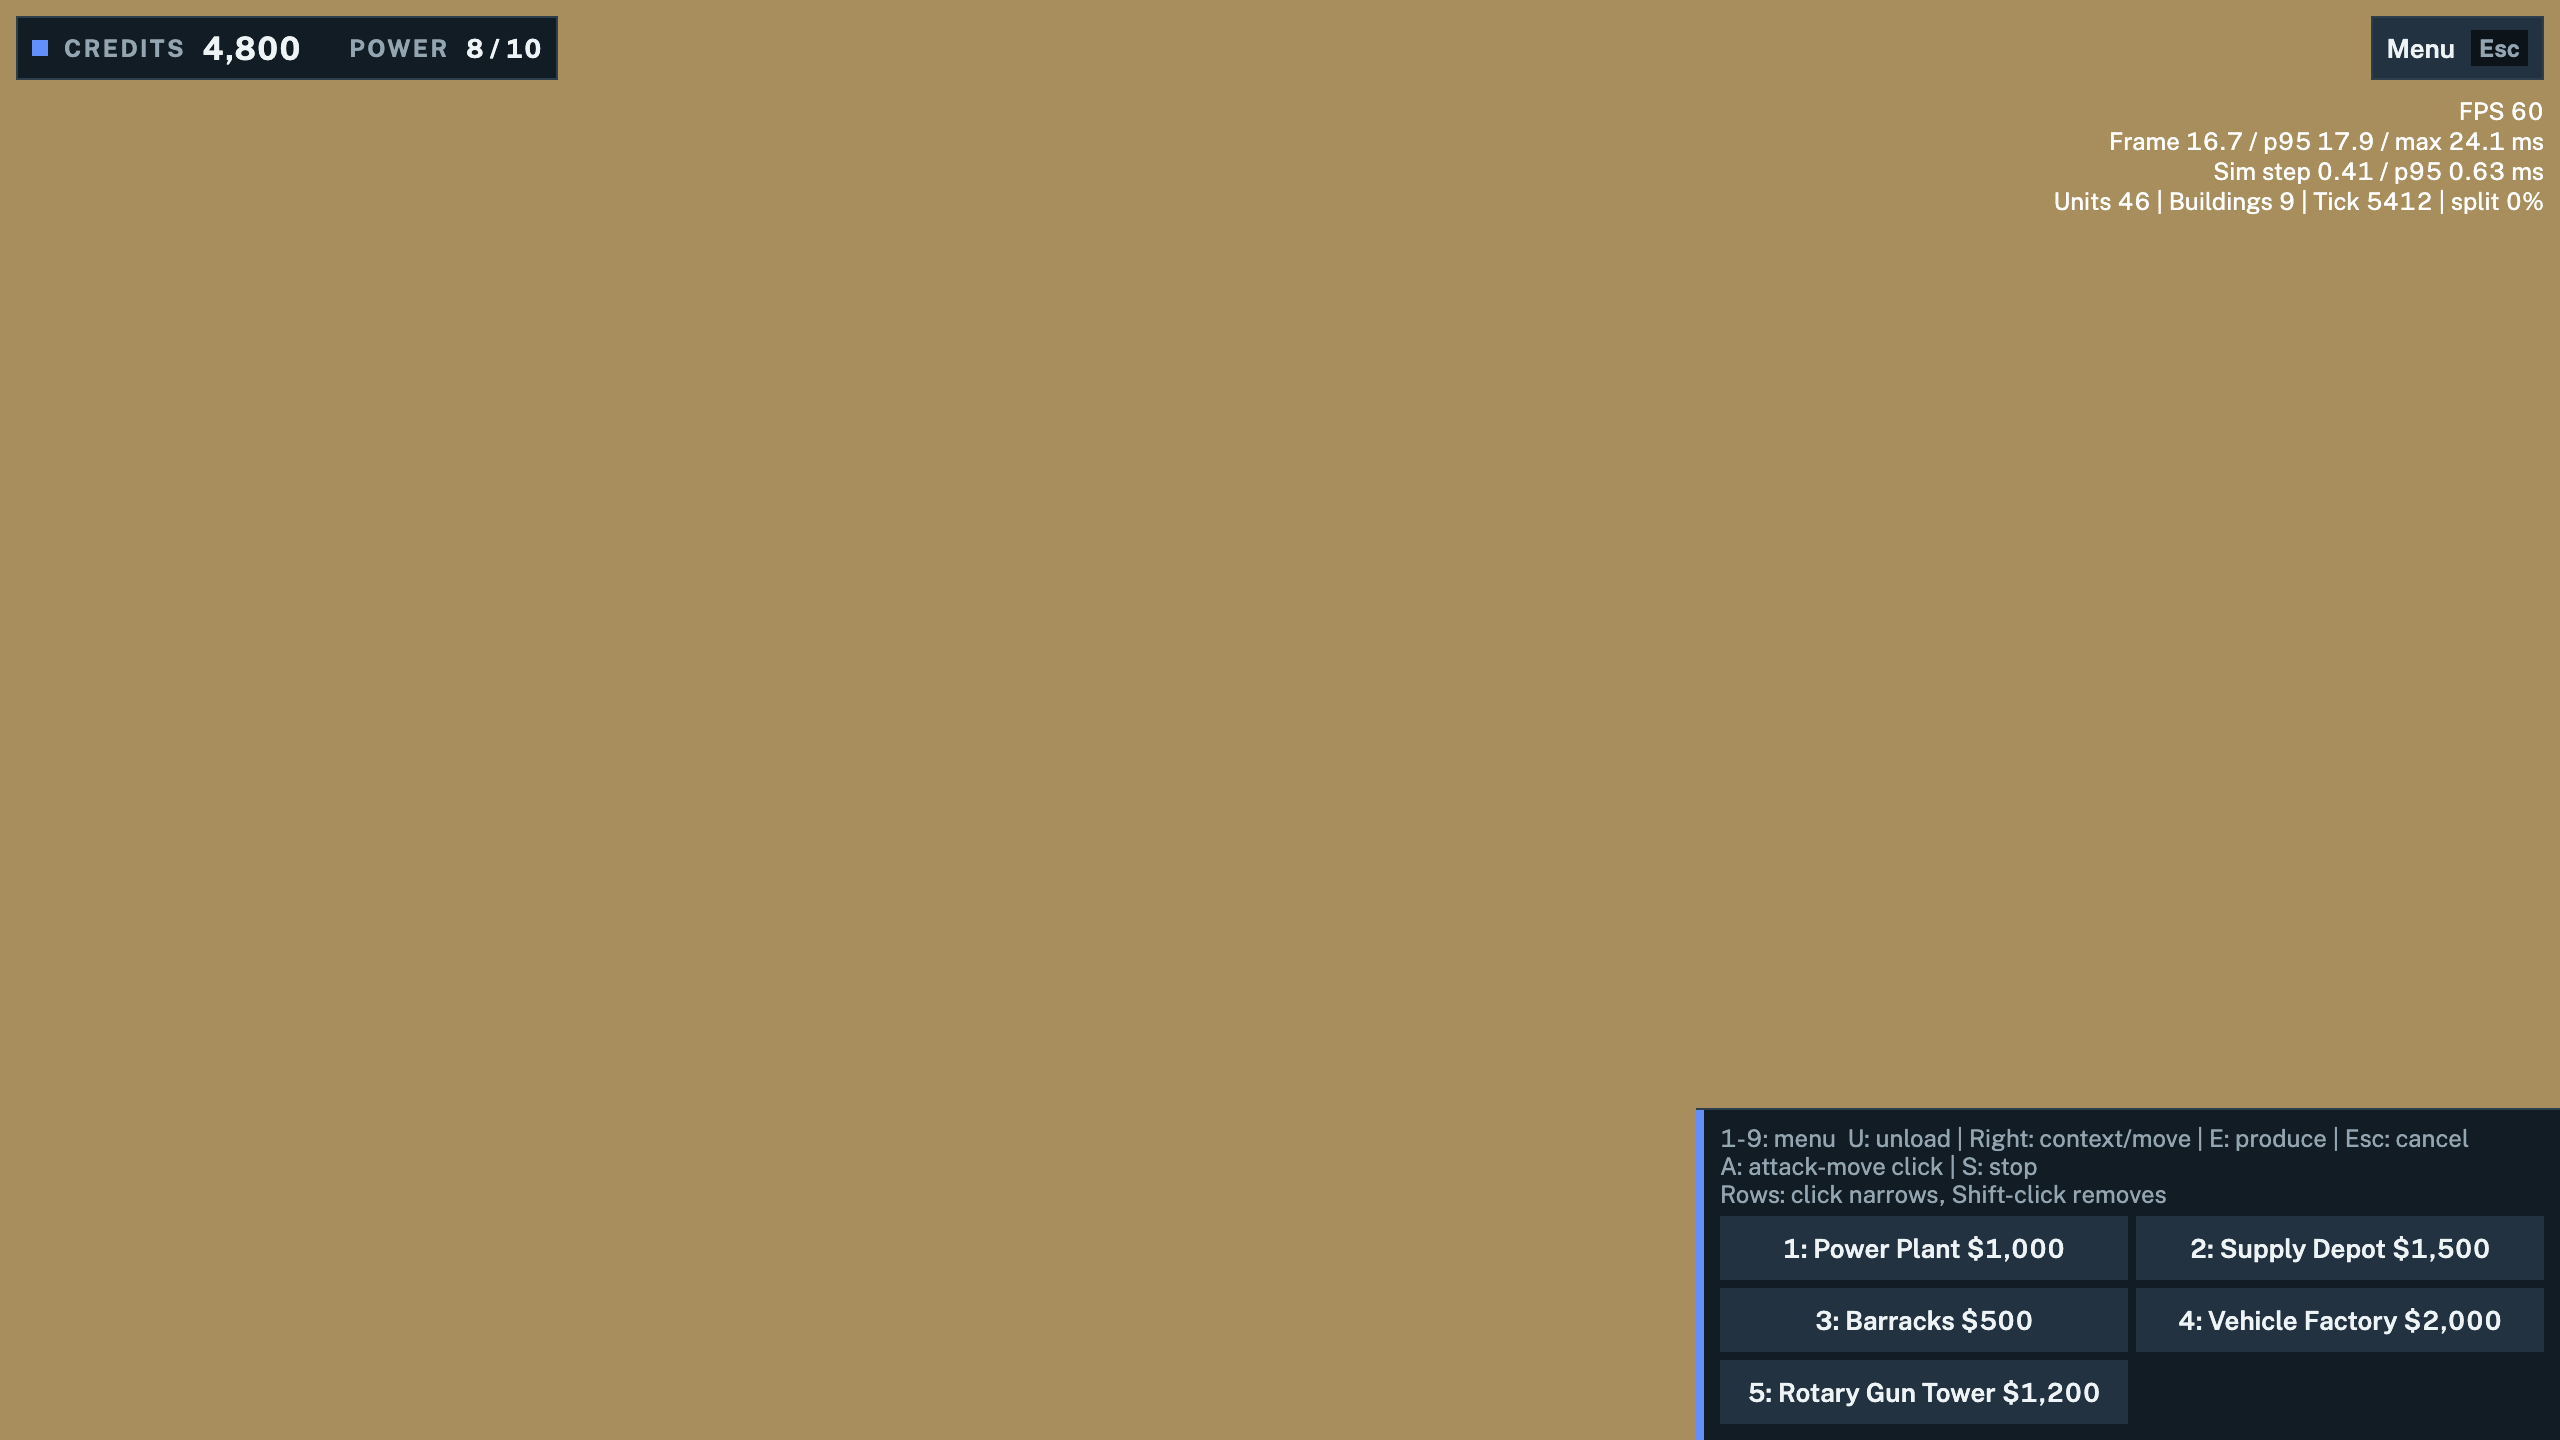 CREDITS 4,800 POWER 8 / 10
Menu Esc
FPS 60
Frame 16.7 / p95 17.9 / max 24.1 ms
Sim step 0.41 / p95 0.63 ms
Units 46 | Buildings 9 | Tick 5412 | split 0%
1-9: menu U: unload | Right: context/move | E: produce | Esc: cancel
A: attack-move click | S: stop
Rows: click narrows, Shift-click removes
1: Power Plant $1,000
2: Supply Depot $1,500
3: Barracks $500
4: Vehicle Factory $2,000
5: Rotary Gun Tower $1,200